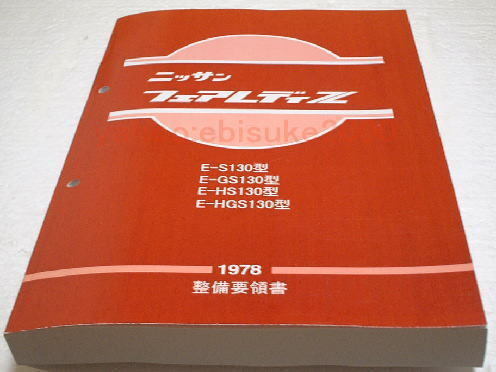 ニッサン
フェアレディZ
o:ebisuke
E-S130型
E-GS130型
E-HS130型
E-HGS130型
1978
整備要領書